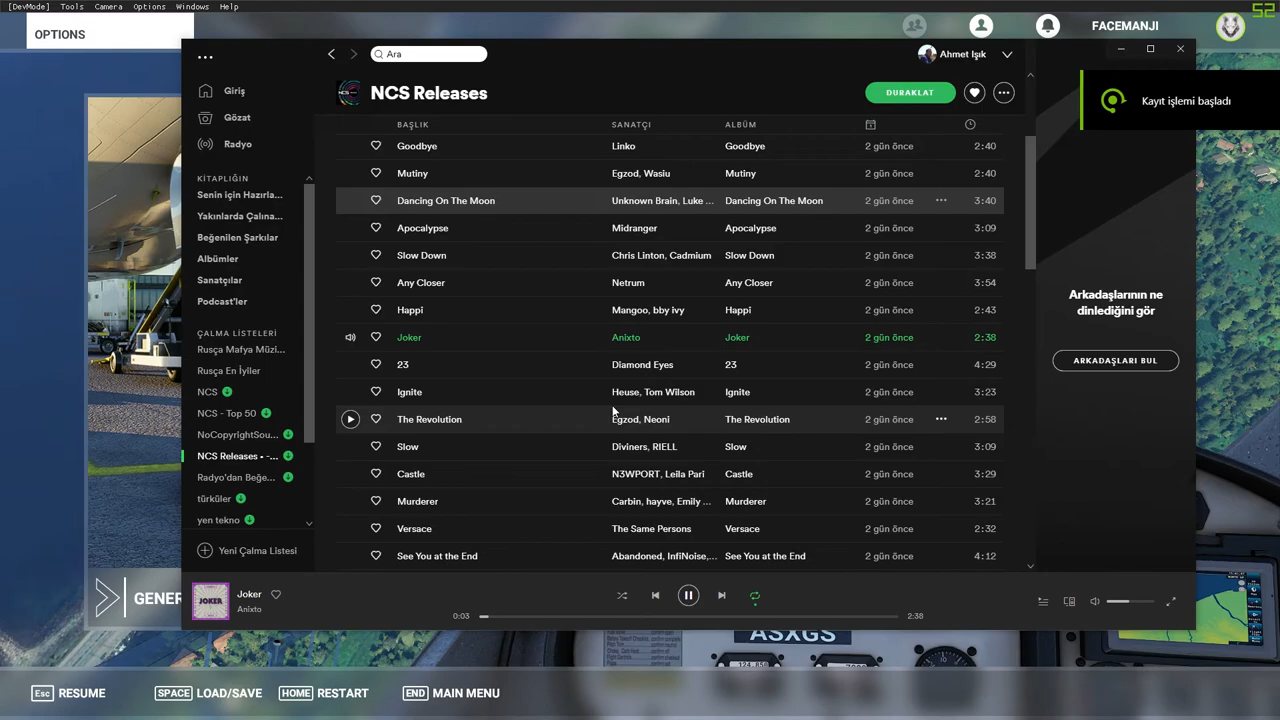 [DevMode] Tools Camera Options Windows Help
52
OPTIONS
FACEMANJI
Ara
Ahmet Işık
Kayıt işlemi başladı
NCS Releases
DURAKLAT
Giriş
Gözat
Radyo
KİTAPLIĞIN
Senin için Hazırla...
Yakınlarda Çalına...
Beğenilen Şarkılar
Albümler
Sanatçılar
Podcast'ler
ÇALMA LİSTELERİ
Rusça Mafya Müzi...
Rusça En İyiler
NCS
NCS - Top 50
NoCopyrightSou...
NCS Releases • -...
Radyo'dan Beğe...
türküler
yen tekno
Yeni Çalma Listesi
BAŞLIK SANATÇI ALBÜM
Goodbye Linko Goodbye 2 gün önce 2:40
Mutiny Egzod, Wasiu Mutiny 2 gün önce 2:40
Dancing On The Moon Unknown Brain, Luke ... Dancing On The Moon 2 gün önce 3:40
Apocalypse Midranger Apocalypse 2 gün önce 3:09
Slow Down Chris Linton, Cadmium Slow Down 2 gün önce 3:38
Any Closer Netrum Any Closer 2 gün önce 3:54
Happi Mangoo, bby ivy Happi 2 gün önce 2:43
Joker Anixto Joker 2 gün önce 2:38
23 Diamond Eyes 23 2 gün önce 4:29
Ignite Heuse, Tom Wilson Ignite 2 gün önce 3:23
The Revolution Egzod, Neoni The Revolution 2 gün önce 2:58
Slow Diviners, RIELL Slow 2 gün önce 3:09
Castle N3WPORT, Leila Pari Castle 2 gün önce 3:29
Murderer Carbin, hayve, Emily ... Murderer 2 gün önce 3:21
Versace The Same Persons Versace 2 gün önce 2:32
See You at the End Abandoned, InfiNoise,... See You at the End 2 gün önce 4:12
Arkadaşlarının ne
dinlediğini gör
ARKADAŞLARI BUL
GENER
JOKER
Joker
Anixto
0:03
2:38
ASXGS
Esc RESUME SPACE LOAD/SAVE HOME RESTART END MAIN MENU